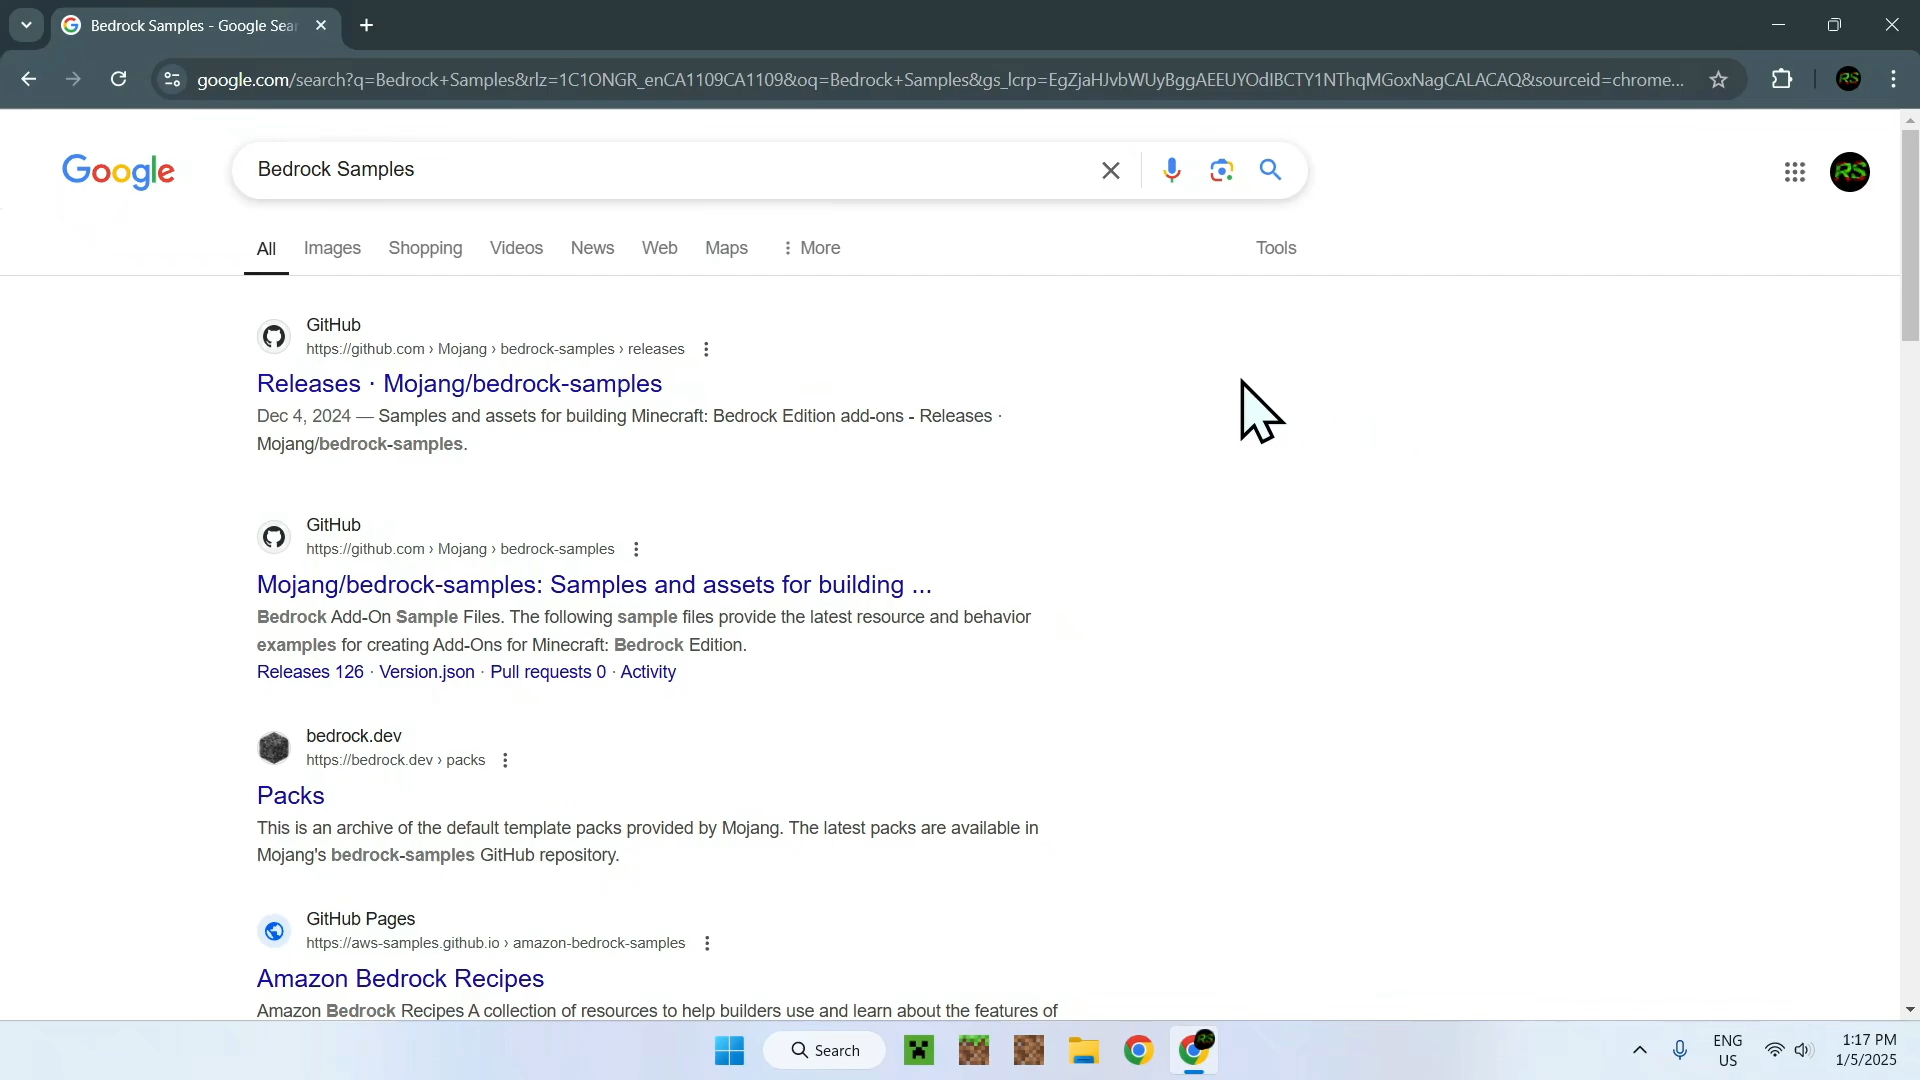 Bedrock Samples - Google Sear
google.com/search?q=Bedrock+Samples&rlz=1C1ONGR_enCA1109CA1109&oq=Bedrock+Samples&gs_lcrp=EgZjaHJvbWUyBggAEEUYOdIBCTY1NThqMGoxNagCALACAQ&sourceid=chrome...
RS
Google
Bedrock Samples
RS
All Images Shopping Videos News Web Maps More Tools
GitHub
https://github.com › Mojang › bedrock-samples › releases
Releases · Mojang/bedrock-samples
Dec 4, 2024 — Samples and assets for building Minecraft: Bedrock Edition add-ons - Releases ·
Mojang/bedrock-samples.
GitHub
https://github.com › Mojang › bedrock-samples
Mojang/bedrock-samples: Samples and assets for building ...
Bedrock Add-On Sample Files. The following sample files provide the latest resource and behavior
examples for creating Add-Ons for Minecraft: Bedrock Edition.
Releases 126 · Version.json · Pull requests 0 · Activity
bedrock.dev
https://bedrock.dev › packs
Packs
This is an archive of the default template packs provided by Mojang. The latest packs are available in
Mojang's bedrock-samples GitHub repository.
GitHub Pages
https://aws-samples.github.io › amazon-bedrock-samples
Amazon Bedrock Recipes
Amazon Bedrock Recipes A collection of resources to help builders use and learn about the features of
Search
RS
ENG
US
1:17 PM
1/5/2025